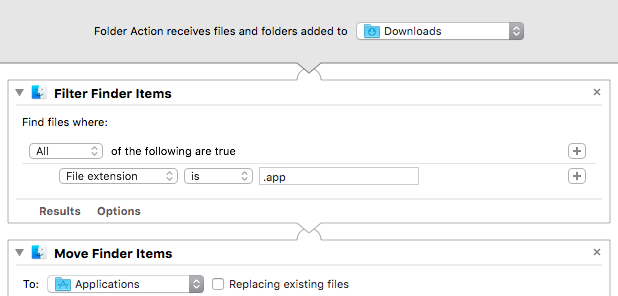 Folder Action receives files and folders added to Downloads
Filter Finder Items
Find files where:
All of the following are true
File extension is .app
Results Options
Move Finder Items
To: Applications Replacing existing files